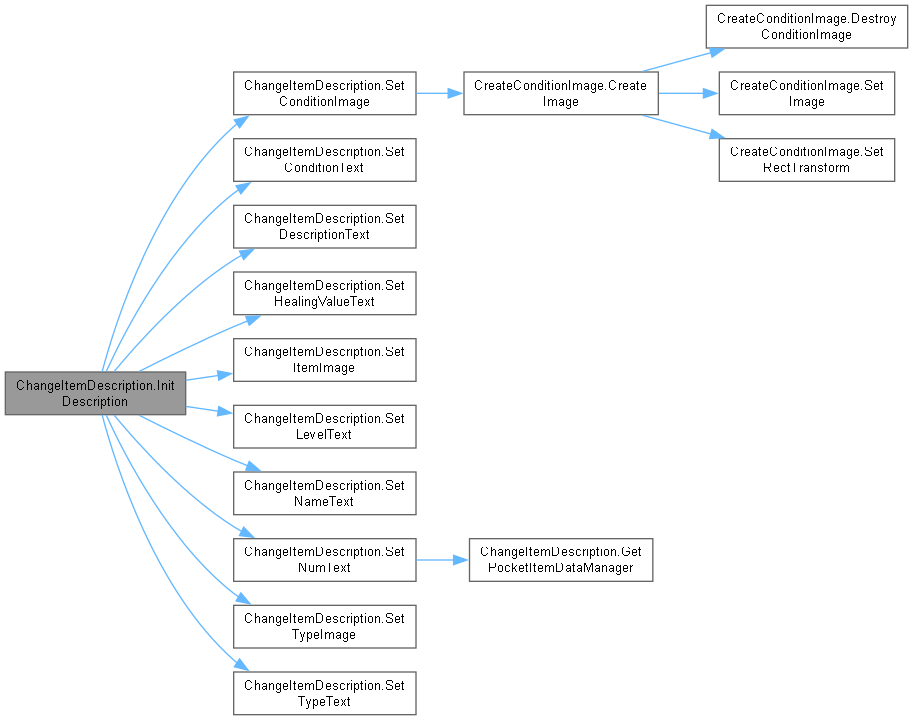 CreateConditionImage.Destroy
ConditionImage
ChangeItemDescription.Set
ConditionImage
CreateConditionImage.Create
Image
CreateConditionImage.Set
Image
ChangeItemDescription.Set
ConditionText
CreateConditionImage.Set
RectTransform
ChangeItemDescription.Set
DescriptionText
ChangeItemDescription.Set
HealingValueText
ChangeItemDescription.Set
ItemImage
ChangeItemDescription.Init
Description
ChangeItemDescription.Set
LevelText
ChangeItemDescription.Set
NameText
ChangeItemDescription.Set
NumText
ChangeItemDescription.Get
PocketItemDataManager
ChangeItemDescription.Set
TypeImage
ChangeItemDescription.Set
TypeText